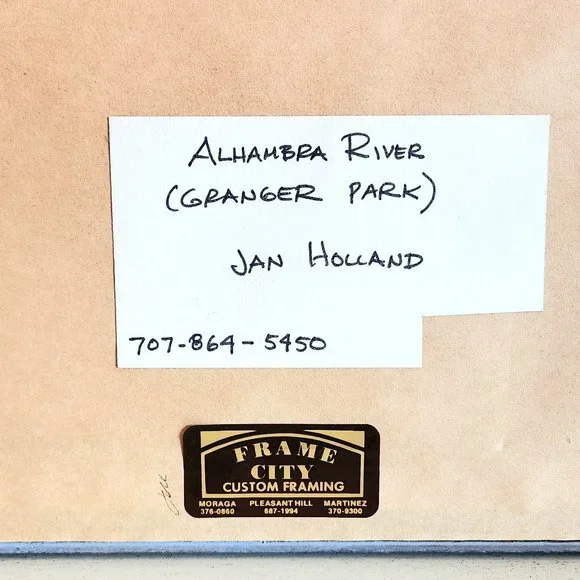 ALHAMBRA RIVER
(GRANGER PARK)
JAN HOLLAND
707-864-5450
FRAME
CITY
CUSTOM FRAMING
MORAGA PLEASANT HILL MARTINEZ
376-0860 687-1994 370-9300